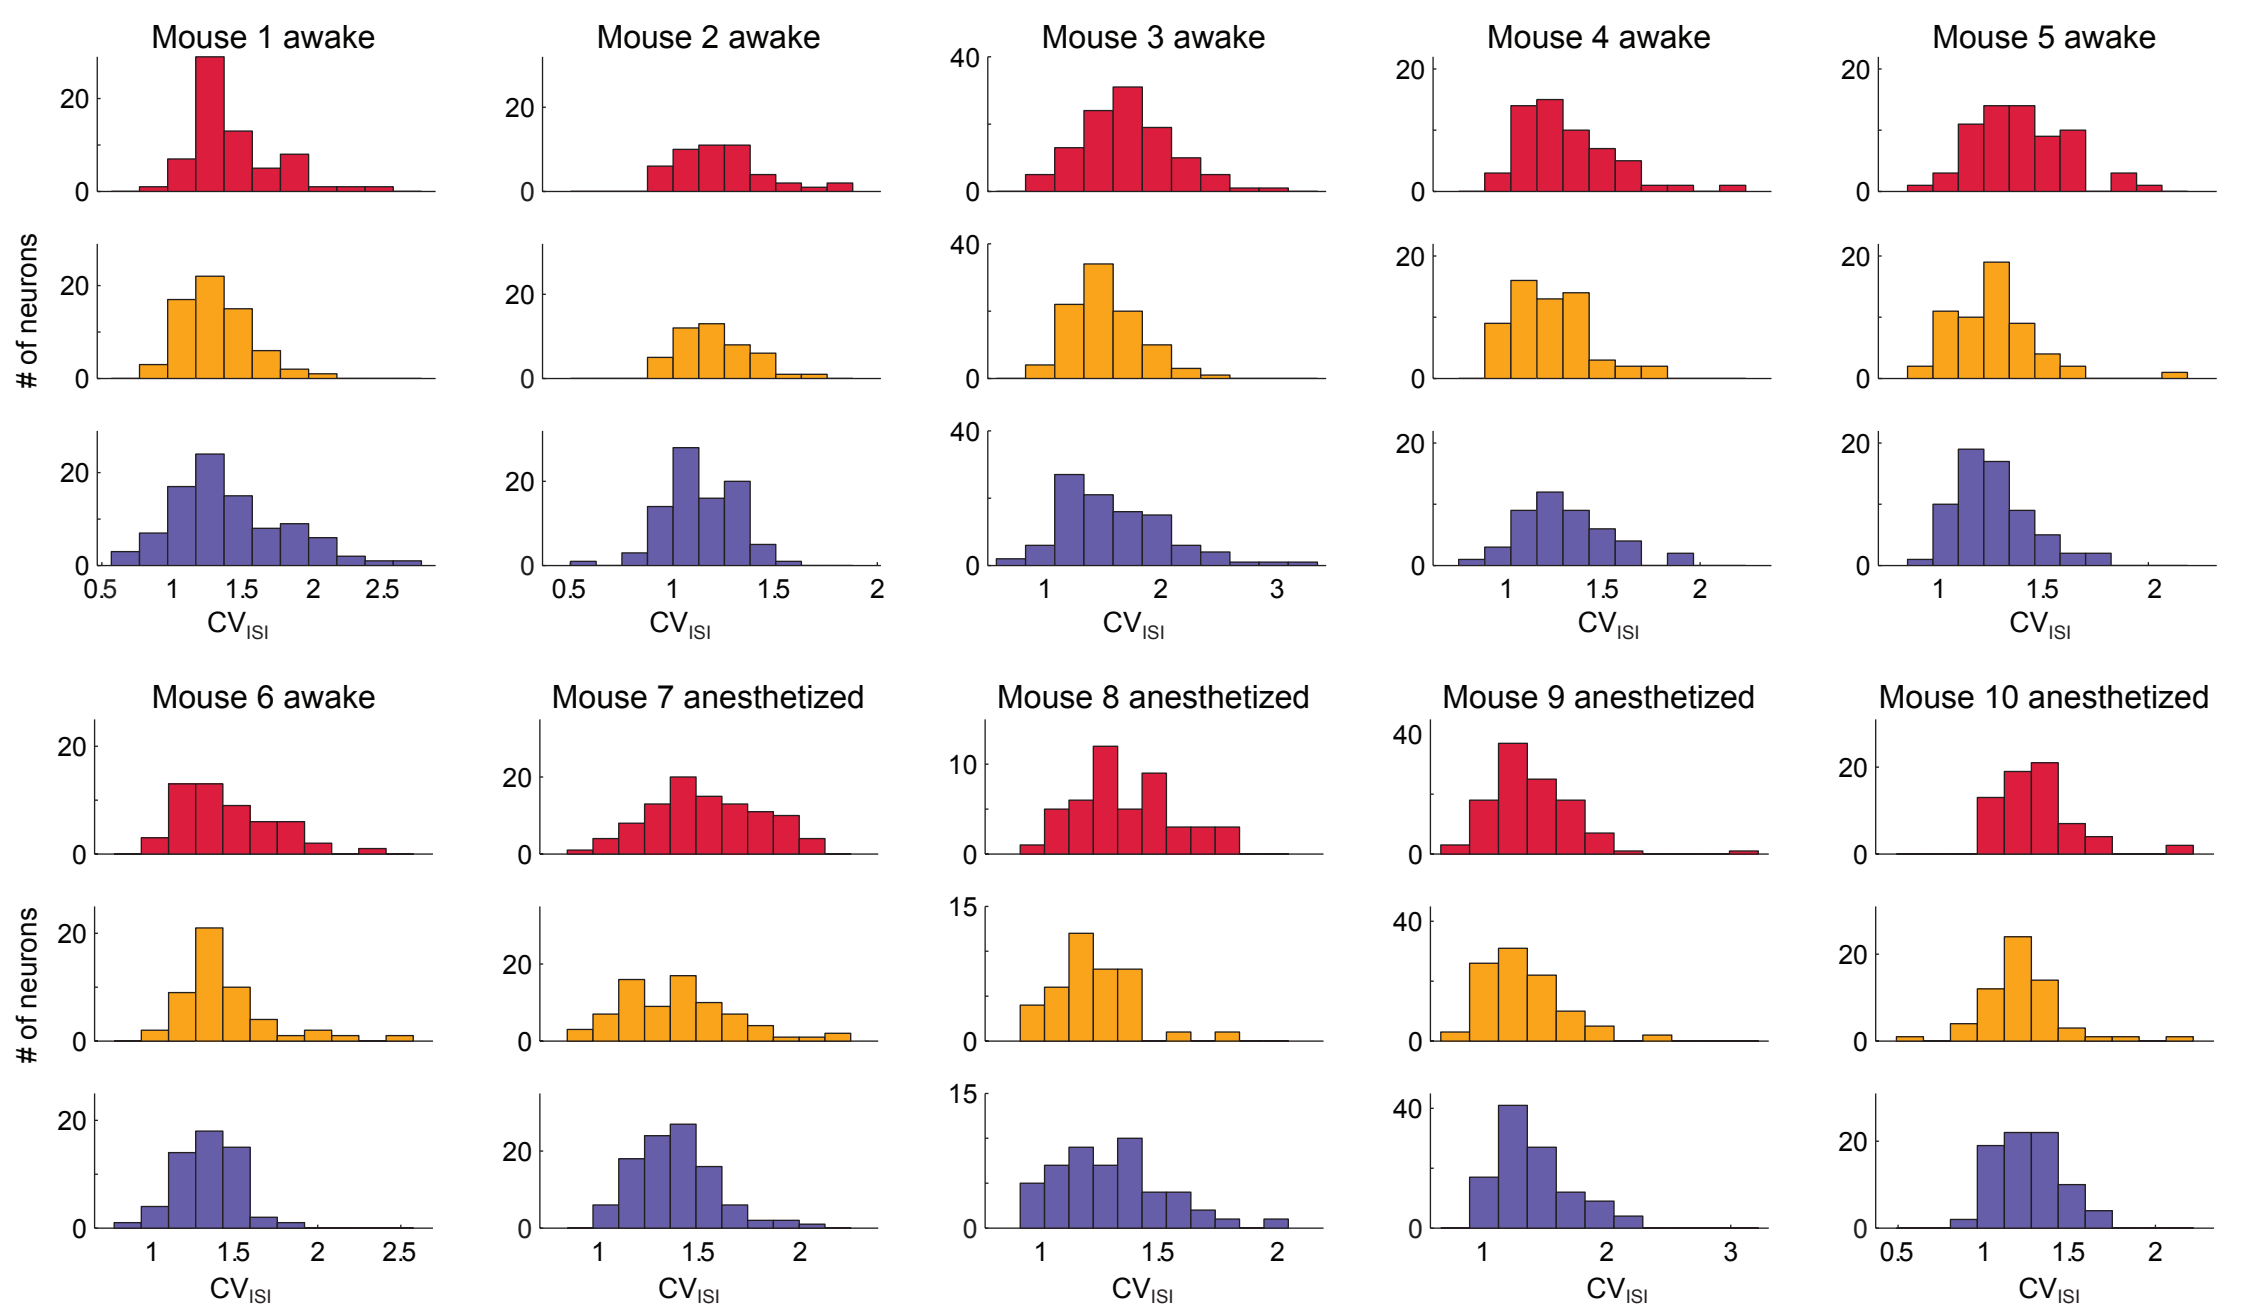 Mouse 1 awake Mouse 2 awake Mouse 3 awake Mouse 4 awake Mouse 5 awake
20 0 20 0 40 0 20 0 20 0
# of neurons
20 0 20 0 40 0 20 0 20 0
20 0 20 0 40 0 20 0 20 0
0.5 1 1.5 2 2.5 0.5 1 1.5 2 1 2 3 1 1.5 2 1 1.5 2
CVISI CVISI CVISI CVISI CVISI
Mouse 6 awake Mouse 7 anesthetized Mouse 8 anesthetized Mouse 9 anesthetized Mouse 10 anesthetized
20 0 20 0 10 0 40 0 20 0
# of neurons
20 0 20 0 15 0 40 0 20 0
20 0 20 0 15 0 40 0 20 0
1 1.5 2 2.5 1 1.5 2 1 1.5 2 1 2 3 0.5 1 1.5 2
CVISI CVISI CVISI CVISI CVISI